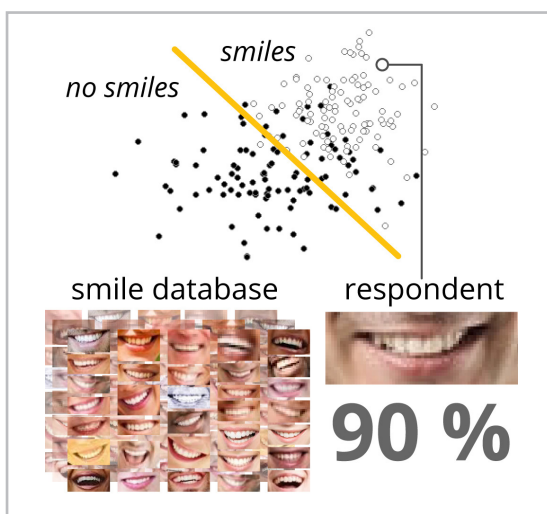 smiles
no smiles
smile database
respondent
90 %